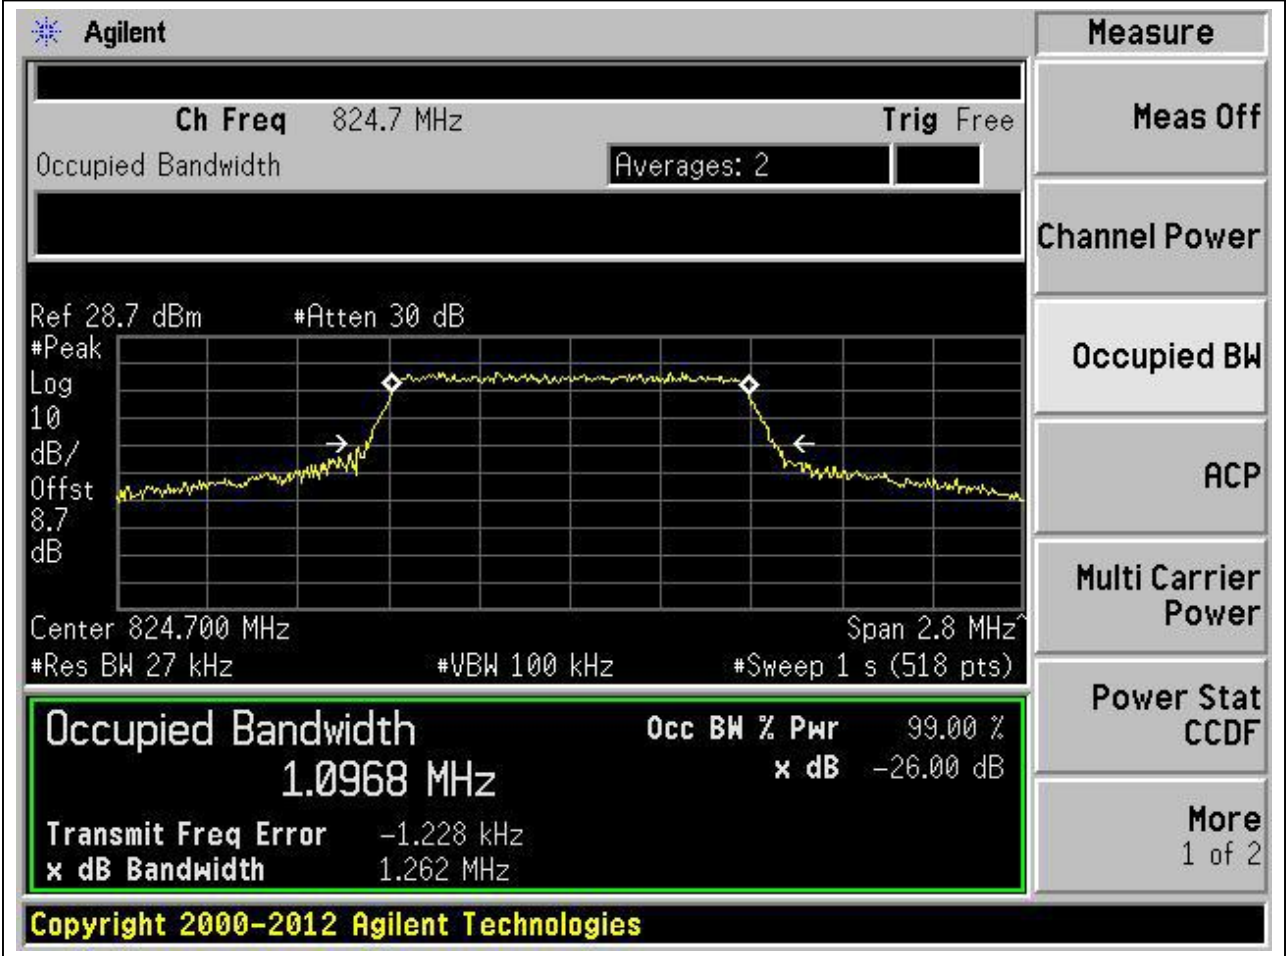 Agilent
Measure
Ch Freq 824.7 MHz Trig Free
Meas Off
Occupied Bandwidth Averages: 2
Channel Power
Ref 28.7 dBm #Atten 30 dB
#Peak
Log
10
dB/
Offst
8.7
dB
Occupied BW
ACP
Center 824.700 MHz Span 2.8 MHz^
#Res BW 27 kHz #VBW 100 kHz #Sweep 1 s (518 pts)
Multi Carrier
Power
Occupied Bandwidth Occ BW % Pwr 99.00 %
1.0968 MHz x dB -26.00 dB
Power Stat
CCDF
Transmit Freq Error -1.228 kHz
x dB Bandwidth 1.262 MHz
More
1 of 2
Copyright 2000-2012 Agilent Technologies